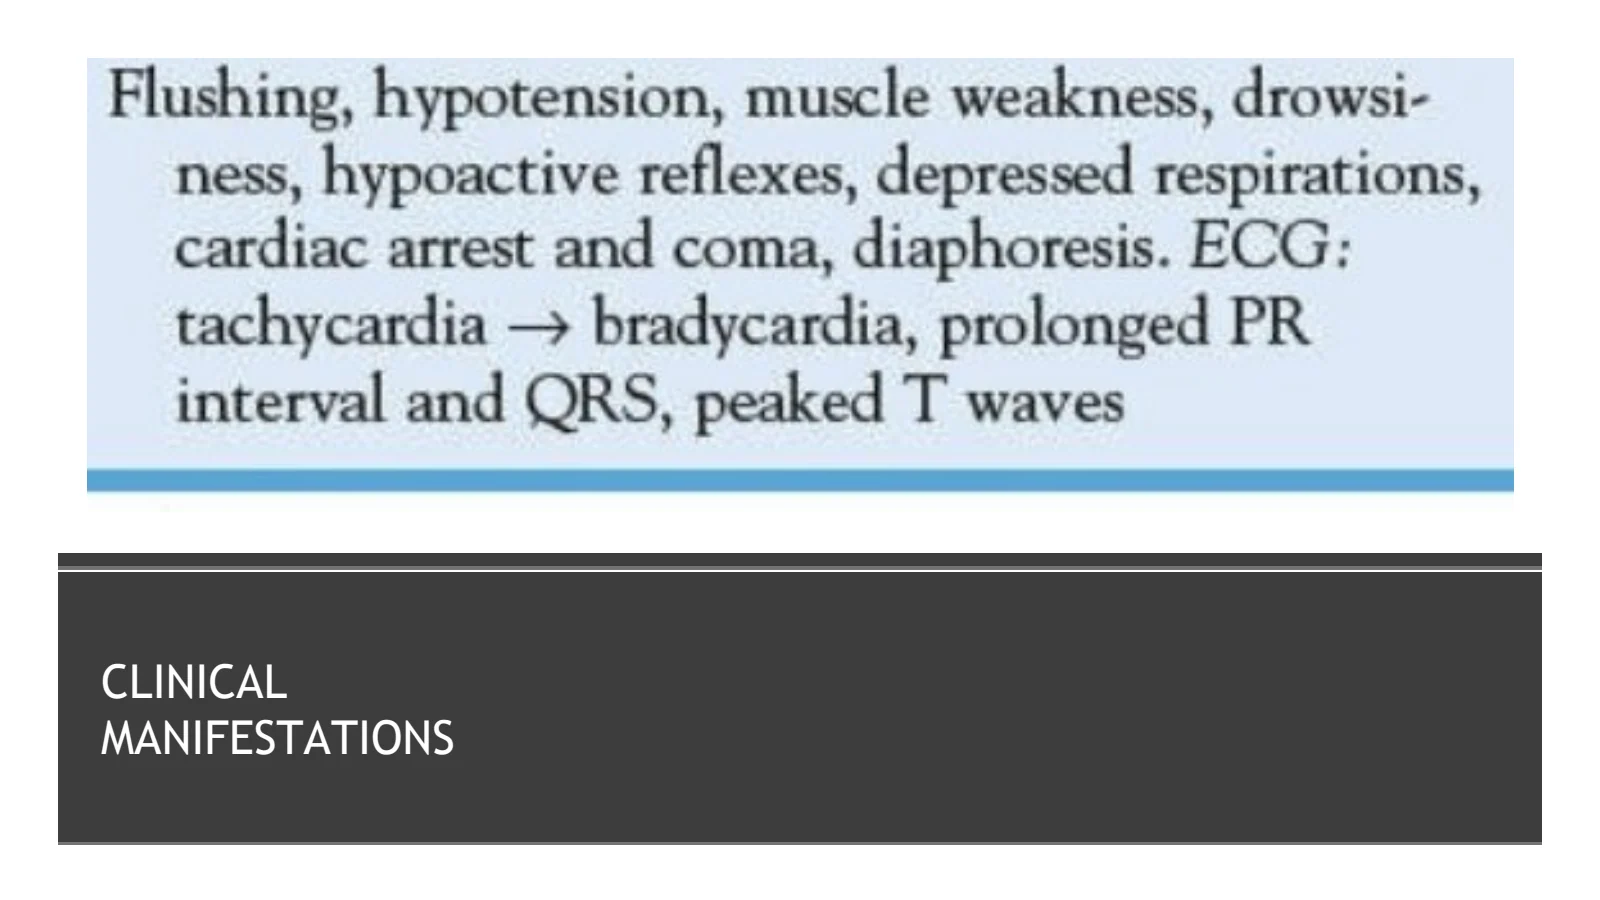 Flushing, hypotension, muscle weakness, drowsi-
ness, hypoactive reflexes, depressed respirations,
cardiac arrest and coma, diaphoresis. ECG:
tachycardia → bradycardia, prolonged PR
interval and QRS, peaked T waves
CLINICAL
MANIFESTATIONS